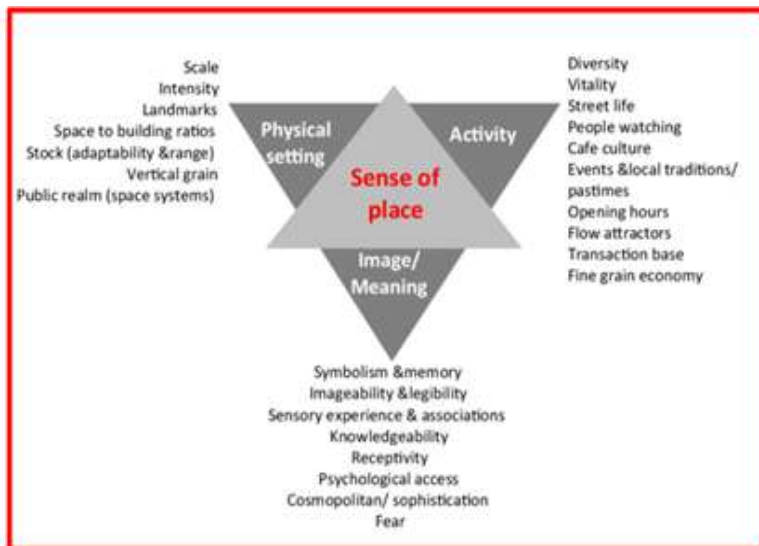 Scale
Intensity
Landmarks
Space to building ratios
Stock (adaptability &range)
Vertical grain
Public realm (space systems)
Physical
setting
Activity
Sense of
place
Image/
Meaning
Diversity
Vitality
Street life
People watching
Cafe culture
Events &local traditions/
pastimes
Opening hours
Flow attractors
Transaction base
Fine grain economy
Symbolism &memory
Imageability &legibility
Sensory experience & associations
Knowledgeability
Receptivity
Psychological access
Cosmopolitan/ sophistication
Fear